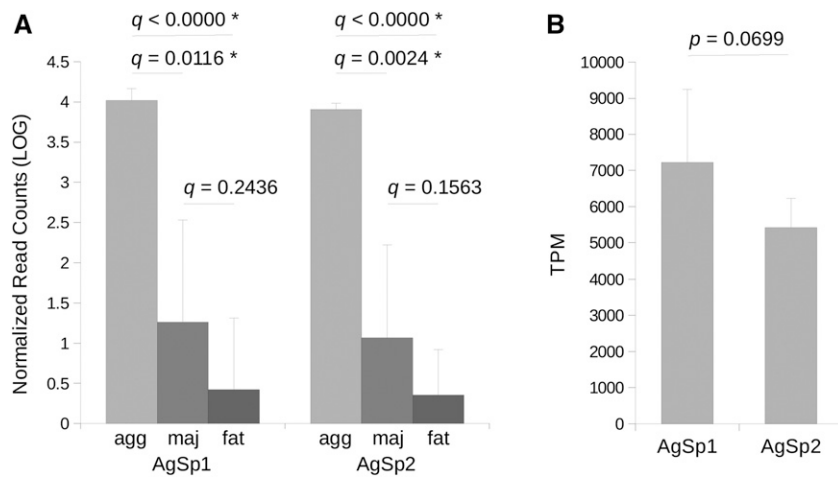 A
q < 0.0000 *
q = 0.0116 *
q < 0.0000 *
q = 0.0024 *
q = 0.2436
q = 0.1563
Normalized Read Counts (LOG)
4.5
4
3.5
3
2.5
2
1.5
1
0.5
0
agg maj fat
AgSp1
agg maj fat
AgSp2
B
p = 0.0699
TPM
10000
9000
8000
7000
6000
5000
4000
3000
2000
1000
0
AgSp1
AgSp2